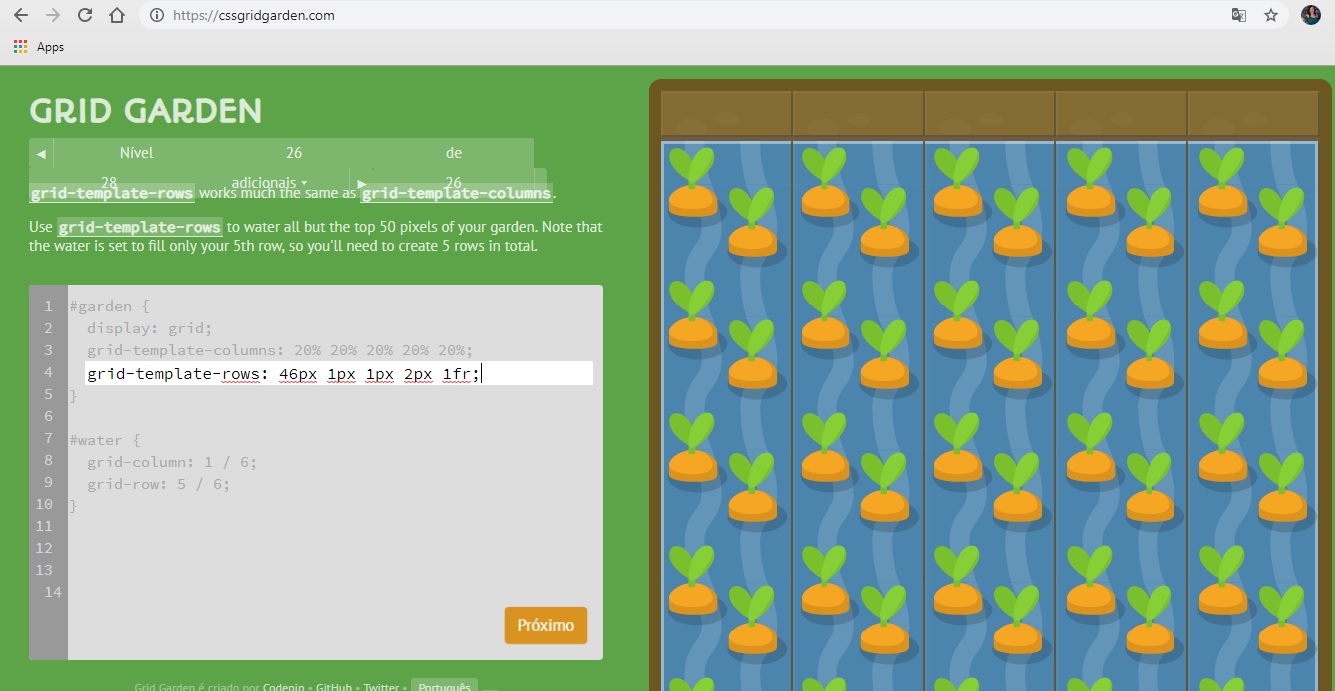 https://cssgridgarden.com
Apps
GRID GARDEN
◀ Nível 26 de
28 adicionais ▾ ▶ 26
grid-template-rows works much the same as grid-template-columns.
Use grid-template-rows to water all but the top 50 pixels of your garden. Note that
the water is set to fill only your 5th row, so you'll need to create 5 rows in total.
1 #garden {
2 display: grid;
3 grid-template-columns: 20% 20% 20% 20% 20%;
4 grid-template-rows: 46px 1px 1px 2px 1fr;
5 }
6
7 #water {
8 grid-column: 1 / 6;
9 grid-row: 5 / 6;
10 }
11
12
13
14
Próximo
Grid Garden é criado por Codepip • GitHub • Twitter • Português